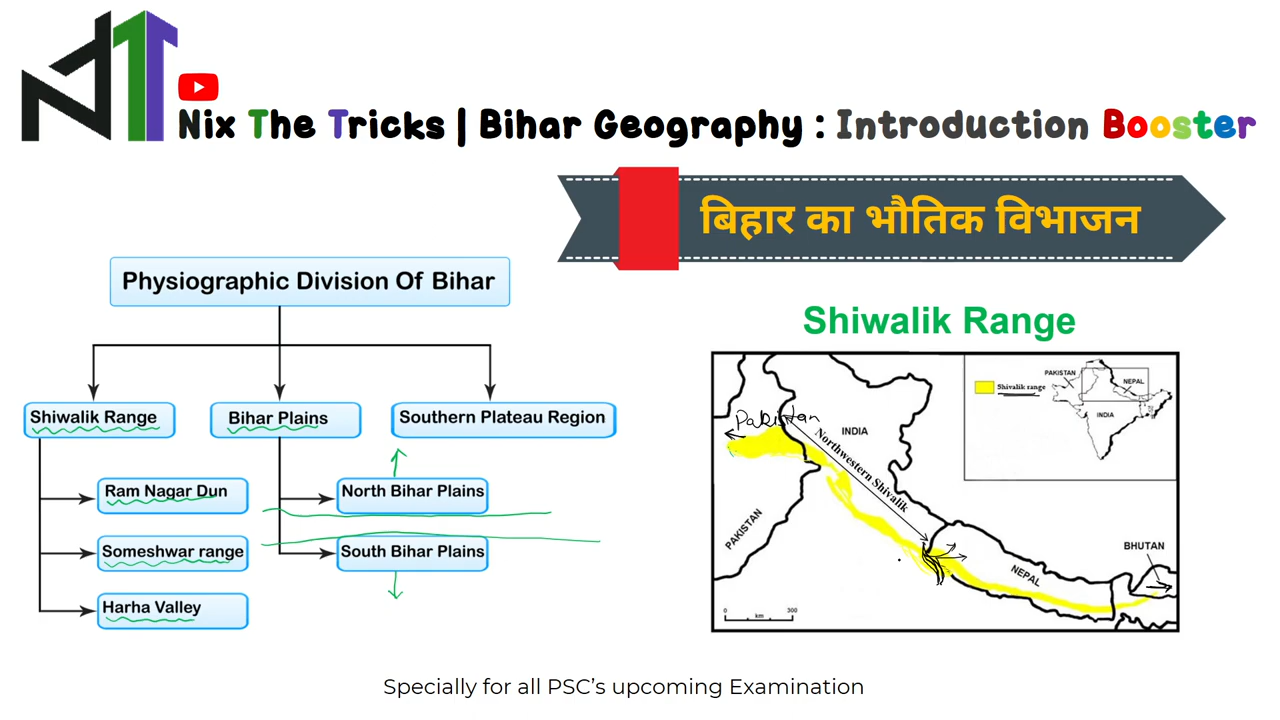 Nix The Tricks | Bihar Geography : Introduction Booster
बिहार का भौतिक विभाजन
Physiographic Division Of Bihar
Shiwalik Range
Bihar Plains
Southern Plateau Region
Ram Nagar Dun
North Bihar Plains
Someshwar range
South Bihar Plains
Harha Valley
Shiwalik Range
PAKISTAN
NEPAL
Shivalik range
INDIA
Pakistan
INDIA
Northwestern Shivalik
PAKISTAN
NEPAL
BHUTAN
0 km 300
Specially for all PSC's upcoming Examination